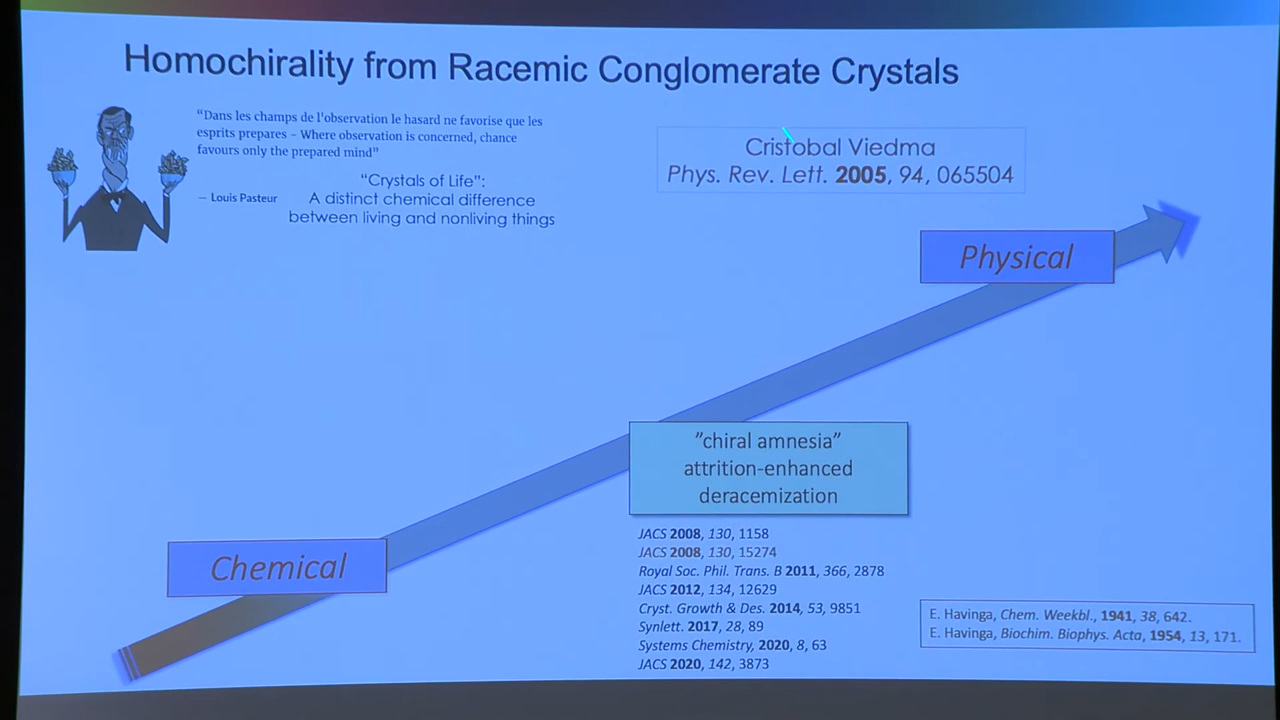 Homochirality from Racemic Conglomerate Crystals
“Dans les champs de l'observation le hasard ne favorise que les
esprits prepares – Where observation is concerned, chance
favours only the prepared mind”
– Louis Pasteur
“Crystals of Life”:
A distinct chemical difference
between living and nonliving things
Cristobal Viedma
Phys. Rev. Lett. 2005, 94, 065504
Physical
”chiral amnesia”
attrition-enhanced
deracemization
Chemical
JACS 2008, 130, 1158
JACS 2008, 130, 15274
Royal Soc. Phil. Trans. B 2011, 366, 2878
JACS 2012, 134, 12629
Cryst. Growth & Des. 2014, 53, 9851
Synlett. 2017, 28, 89
Systems Chemistry, 2020, 8, 63
JACS 2020, 142, 3873
E. Havinga, Chem. Weekbl., 1941, 38, 642.
E. Havinga, Biochim. Biophys. Acta, 1954, 13, 171.